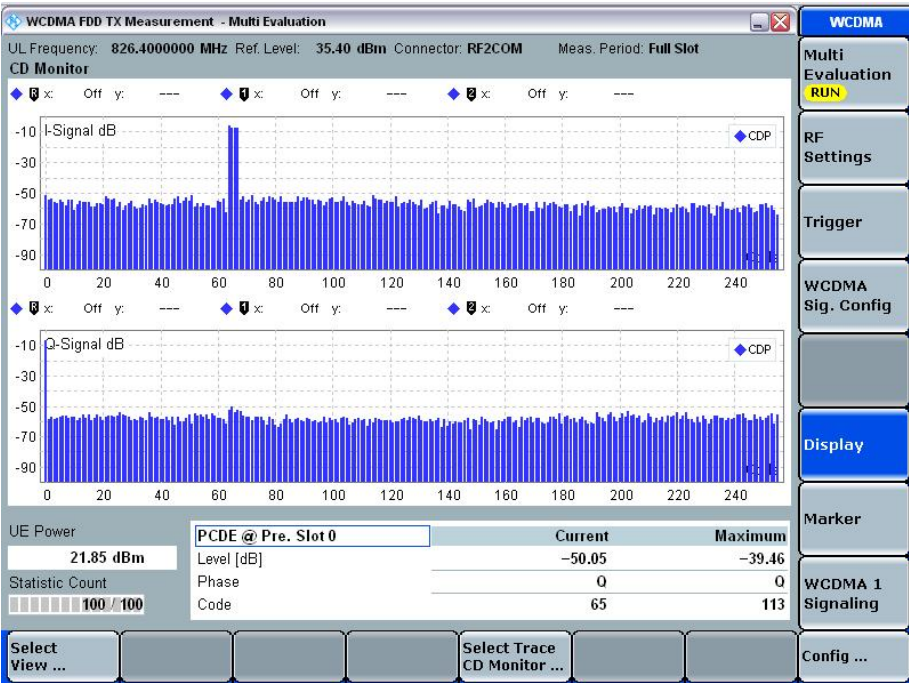 WCDMA FDD TX Measurement - Multi Evaluation
WCDMA
UL Frequency: 826.4000000 MHz Ref. Level: 35.40 dBm Connector: RF2COM Meas. Period: Full Slot
CD Monitor
Multi Evaluation
RUN
R x: Off y: --- 1 x: Off y: --- 2 x: Off y: ---
I-Signal dB
CDP
-10
-30
-50
-70
-90
0 20 40 60 80 100 120 140 160 180 200 220 240
RF Settings
Trigger
WCDMA Sig. Config
R x: Off y: --- 1 x: Off y: --- 2 x: Off y: ---
Q-Signal dB
CDP
-10
-30
-50
-70
-90
0 20 40 60 80 100 120 140 160 180 200 220 240
Display
Marker
WCDMA 1 Signaling
UE Power
21.85 dBm
Statistic Count
100 / 100
PCDE @ Pre. Slot 0 Current Maximum
Level [dB] -50.05 -39.46
Phase Q Q
Code 65 113
Select View ...
Select Trace CD Monitor ...
Config ...